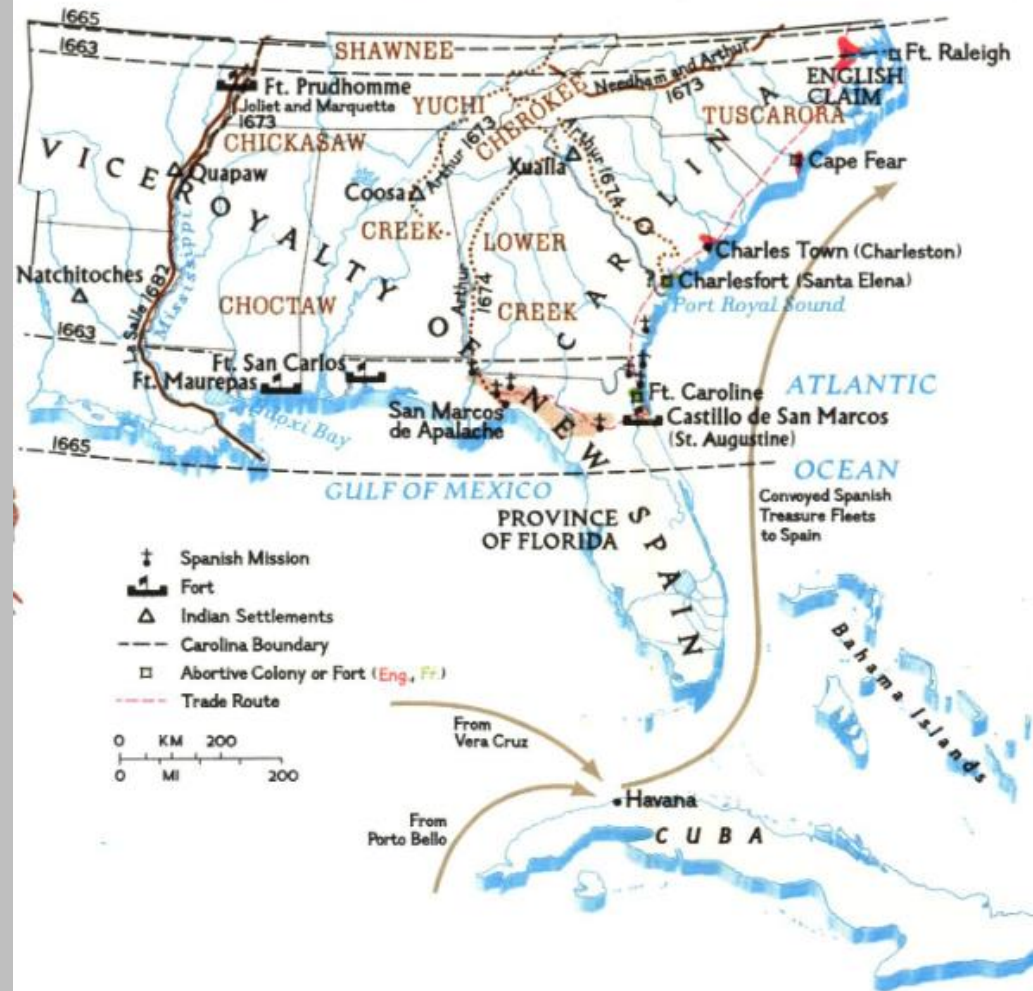 1665
1663
SHAWNEE
Ft. Prudhomme
Joliet and Marquette
1673
YUCHI
CHEROKEE
Needham and Arthur
1673
Ft. Raleigh
ENGLISH
CLAIM
TUSCARORA
CHICKASAW
Arthur 1673
Arthur 1674
Xualla
Cape Fear
Quapaw
Coosa
VICEROYALTY
OF
NEW
SPAIN
CAROLINA
CREEK
LOWER
CREEK
Charles Town (Charleston)
Charlesfort (Santa Elena)
Port Royal Sound
Natchitoches
La Salle 1682
Mississippi
CHOCTAW
Arthur
1674
1663
Ft. San Carlos
Ft. Maurepas
Biloxi Bay
San Marcos
de Apalache
Ft. Caroline
Castillo de San Marcos
(St. Augustine)
ATLANTIC
OCEAN
1665
GULF OF MEXICO
PROVINCE
OF FLORIDA
Convoyed Spanish
Treasure Fleets
to Spain
Spanish Mission
Fort
Indian Settlements
Carolina Boundary
Abortive Colony or Fort (Eng., Fr.)
Trade Route
0 KM 200
0 MI 200
From
Vera Cruz
From
Porto Bello
Havana
CUBA
Bahama Islands